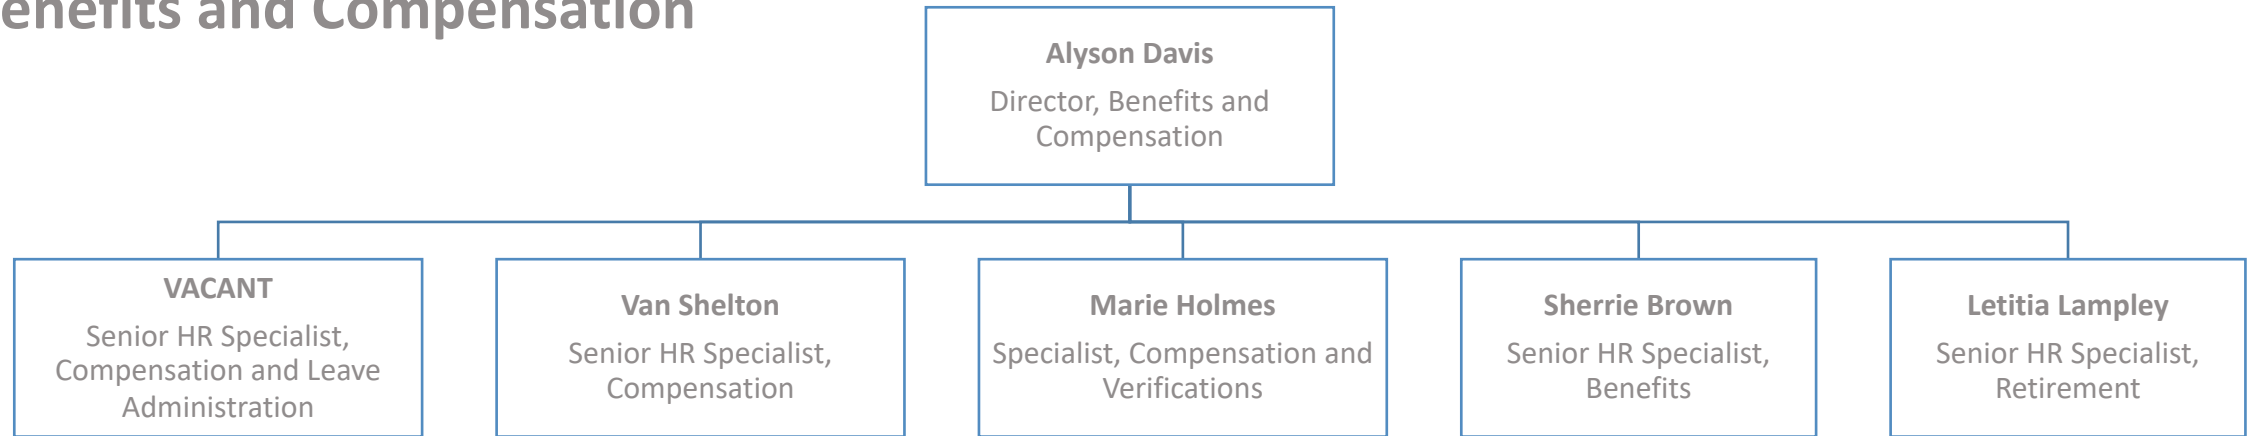 enefits and Compensation
Alyson Davis
Director, Benefits and
Compensation
VACANT
Senior HR Specialist,
Compensation and Leave
Administration
Van Shelton
Senior HR Specialist,
Compensation
Marie Holmes
Specialist, Compensation and
Verifications
Sherrie Brown
Senior HR Specialist,
Benefits
Letitia Lampley
Senior HR Specialist,
Retirement